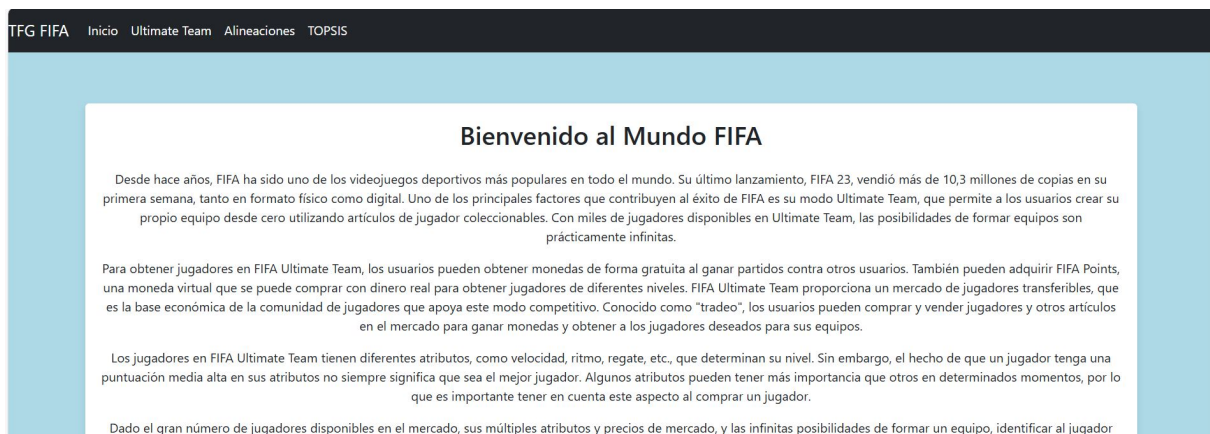 TFG FIFA Inicio Ultimate Team Alineaciones TOPSIS
Bienvenido al Mundo FIFA
Desde hace años, FIFA ha sido uno de los videojuegos deportivos más populares en todo el mundo. Su último lanzamiento, FIFA 23, vendió más de 10,3 millones de copias en su
primera semana, tanto en formato físico como digital. Uno de los principales factores que contribuyen al éxito de FIFA es su modo Ultimate Team, que permite a los usuarios crear su
propio equipo desde cero utilizando artículos de jugador coleccionables. Con miles de jugadores disponibles en Ultimate Team, las posibilidades de formar equipos son
prácticamente infinitas.
Para obtener jugadores en FIFA Ultimate Team, los usuarios pueden obtener monedas de forma gratuita al ganar partidos contra otros usuarios. También pueden adquirir FIFA Points,
una moneda virtual que se puede comprar con dinero real para obtener jugadores de diferentes niveles. FIFA Ultimate Team proporciona un mercado de jugadores transferibles, que
es la base económica de la comunidad de jugadores que apoya este modo competitivo. Conocido como "tradeo", los usuarios pueden comprar y vender jugadores y otros artículos
en el mercado para ganar monedas y obtener a los jugadores deseados para sus equipos.
Los jugadores en FIFA Ultimate Team tienen diferentes atributos, como velocidad, ritmo, regate, etc., que determinan su nivel. Sin embargo, el hecho de que un jugador tenga una
puntuación media alta en sus atributos no siempre significa que sea el mejor jugador. Algunos atributos pueden tener más importancia que otros en determinados momentos, por lo
que es importante tener en cuenta este aspecto al comprar un jugador.
Dado el gran número de jugadores disponibles en el mercado, sus múltiples atributos y precios de mercado, y las infinitas posibilidades de formar un equipo, identificar al jugador